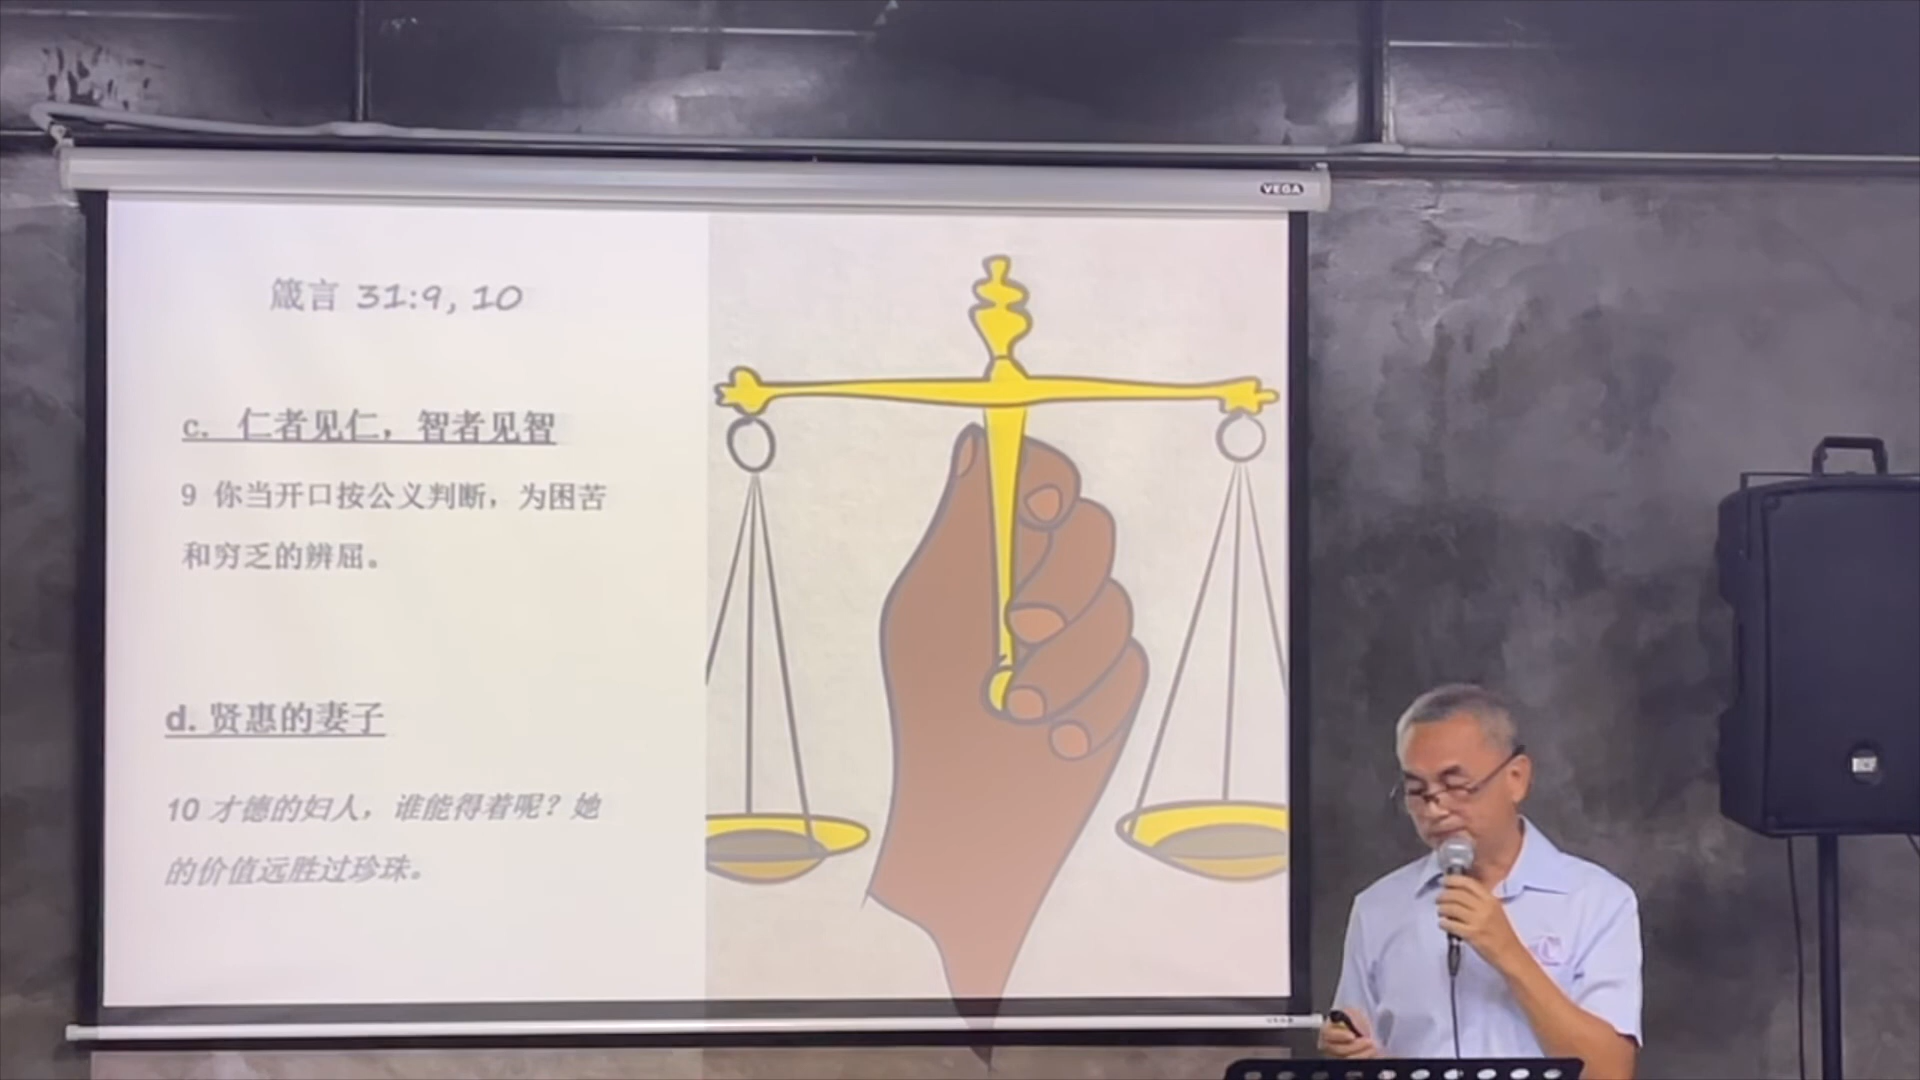 VEGA
箴言 31:9, 10
c. 仁者见仁，智者见智
9 你当开口按公义判断，为困苦
和穷乏的辨屈。
d. 贤惠的妻子
10 才德的妇人，谁能得着呢？她
的价值远胜过珍珠。
VEGA